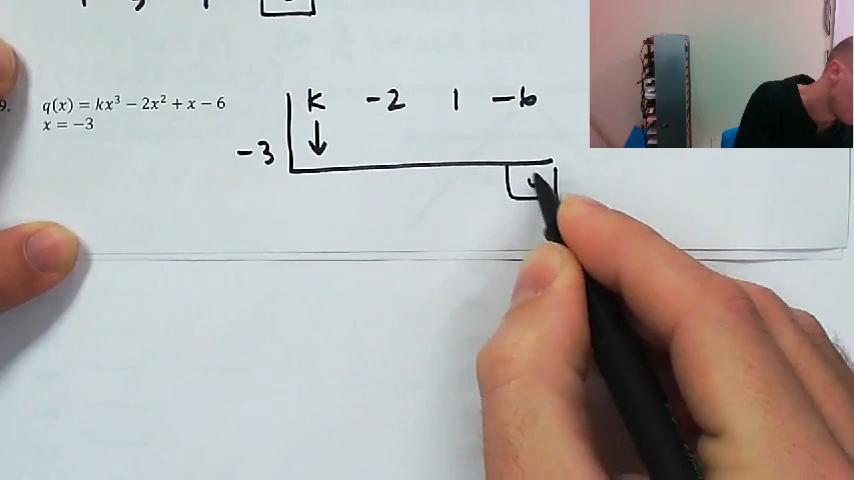 9. q(x) = kx³ − 2x² + x − 6
x = −3
K -2 1 -6
-3